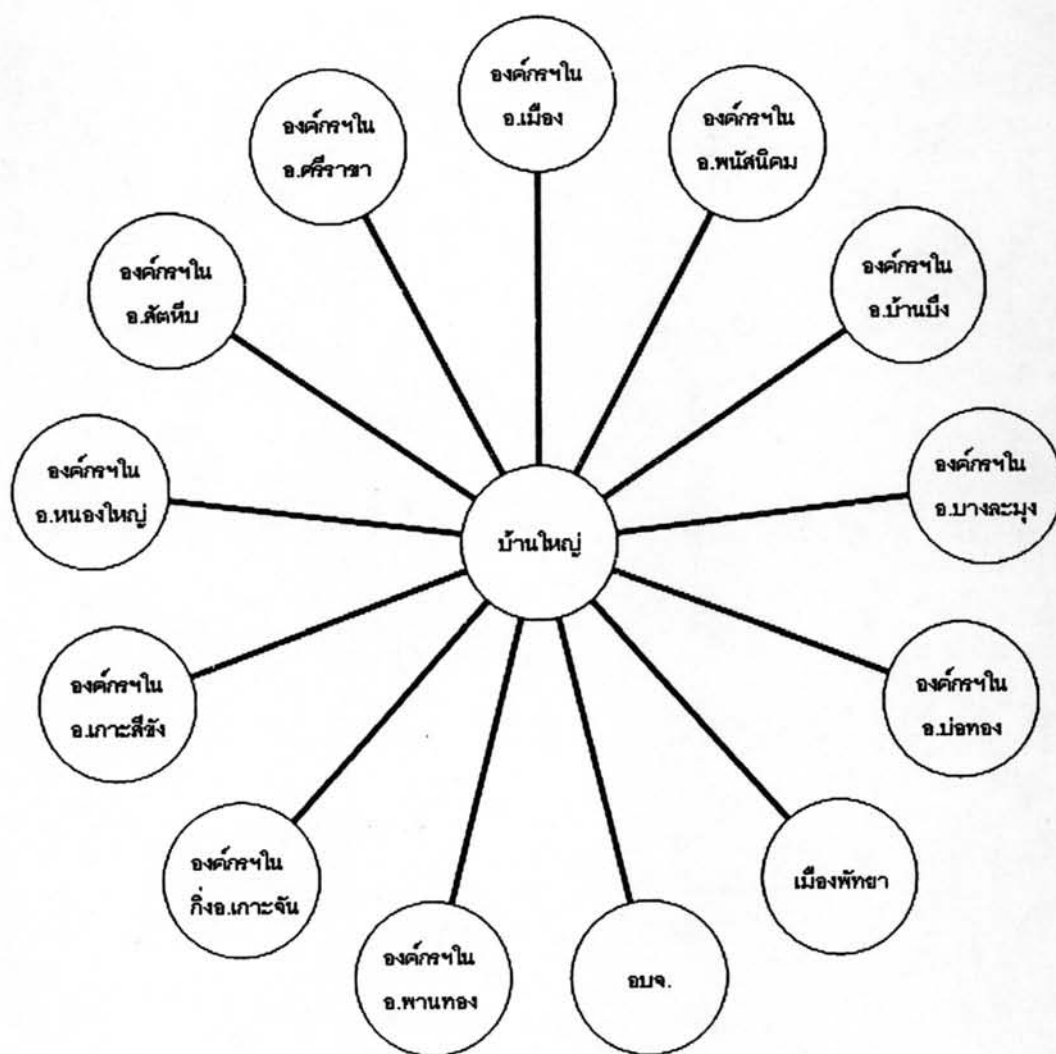 องค์กรฯใน
อ.เมือง
องค์กรฯใน
อ.พนัสนิคม
องค์กรฯใน
อ.บ้านบึง
องค์กรฯใน
อ.บางละมุง
องค์กรฯใน
อ.บ่อทอง
เมืองพัทยา
อบจ.
องค์กรฯใน
อ.พานทอง
องค์กรฯใน
กิ่งอ.เกาะจัน
องค์กรฯใน
อ.เกาะสีชัง
องค์กรฯใน
อ.หนองใหญ่
องค์กรฯใน
อ.สัตหีบ
องค์กรฯใน
อ.ศรีราชา
บ้านใหญ่